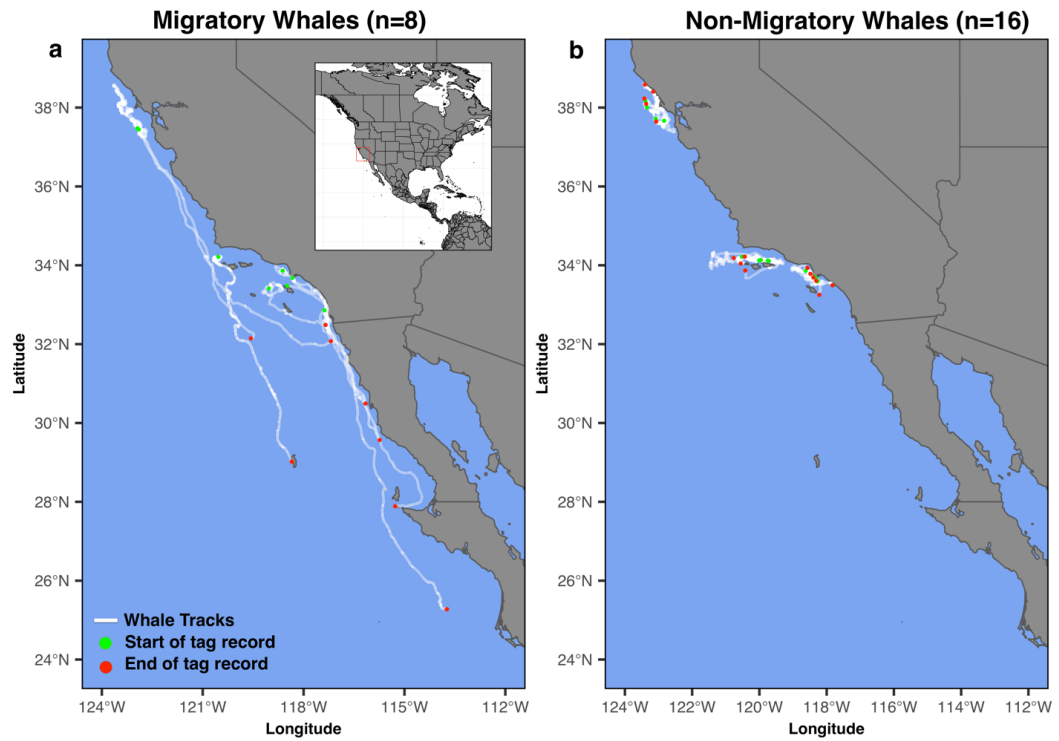 Migratory Whales (n=8)
Non-Migratory Whales (n=16)
a
b
38°N
36°N
34°N
32°N
30°N
28°N
26°N
24°N
Latitude
Whale Tracks
Start of tag record
End of tag record
124°W
121°W
118°W
115°W
112°W
Longitude
38°N
36°N
34°N
32°N
30°N
28°N
26°N
24°N
Latitude
124°W
122°W
120°W
118°W
116°W
114°W
112°W
Longitude